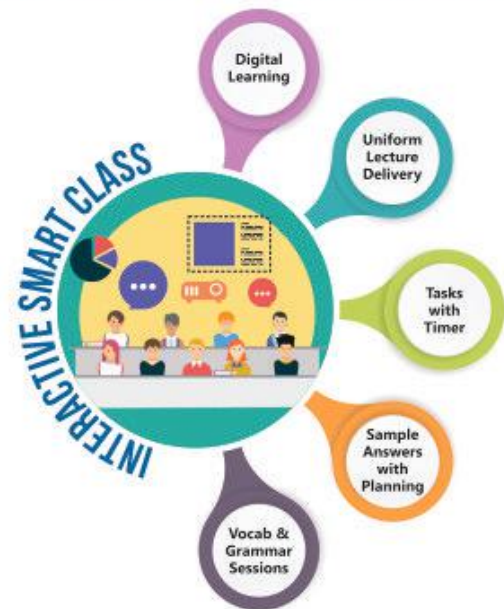 INTERACTIVE SMART CLASS
Digital
Learning
Uniform
Lecture
Delivery
Tasks
with
Timer
Sample
Answers
with
Planning
Vocab &
Grammar
Sessions